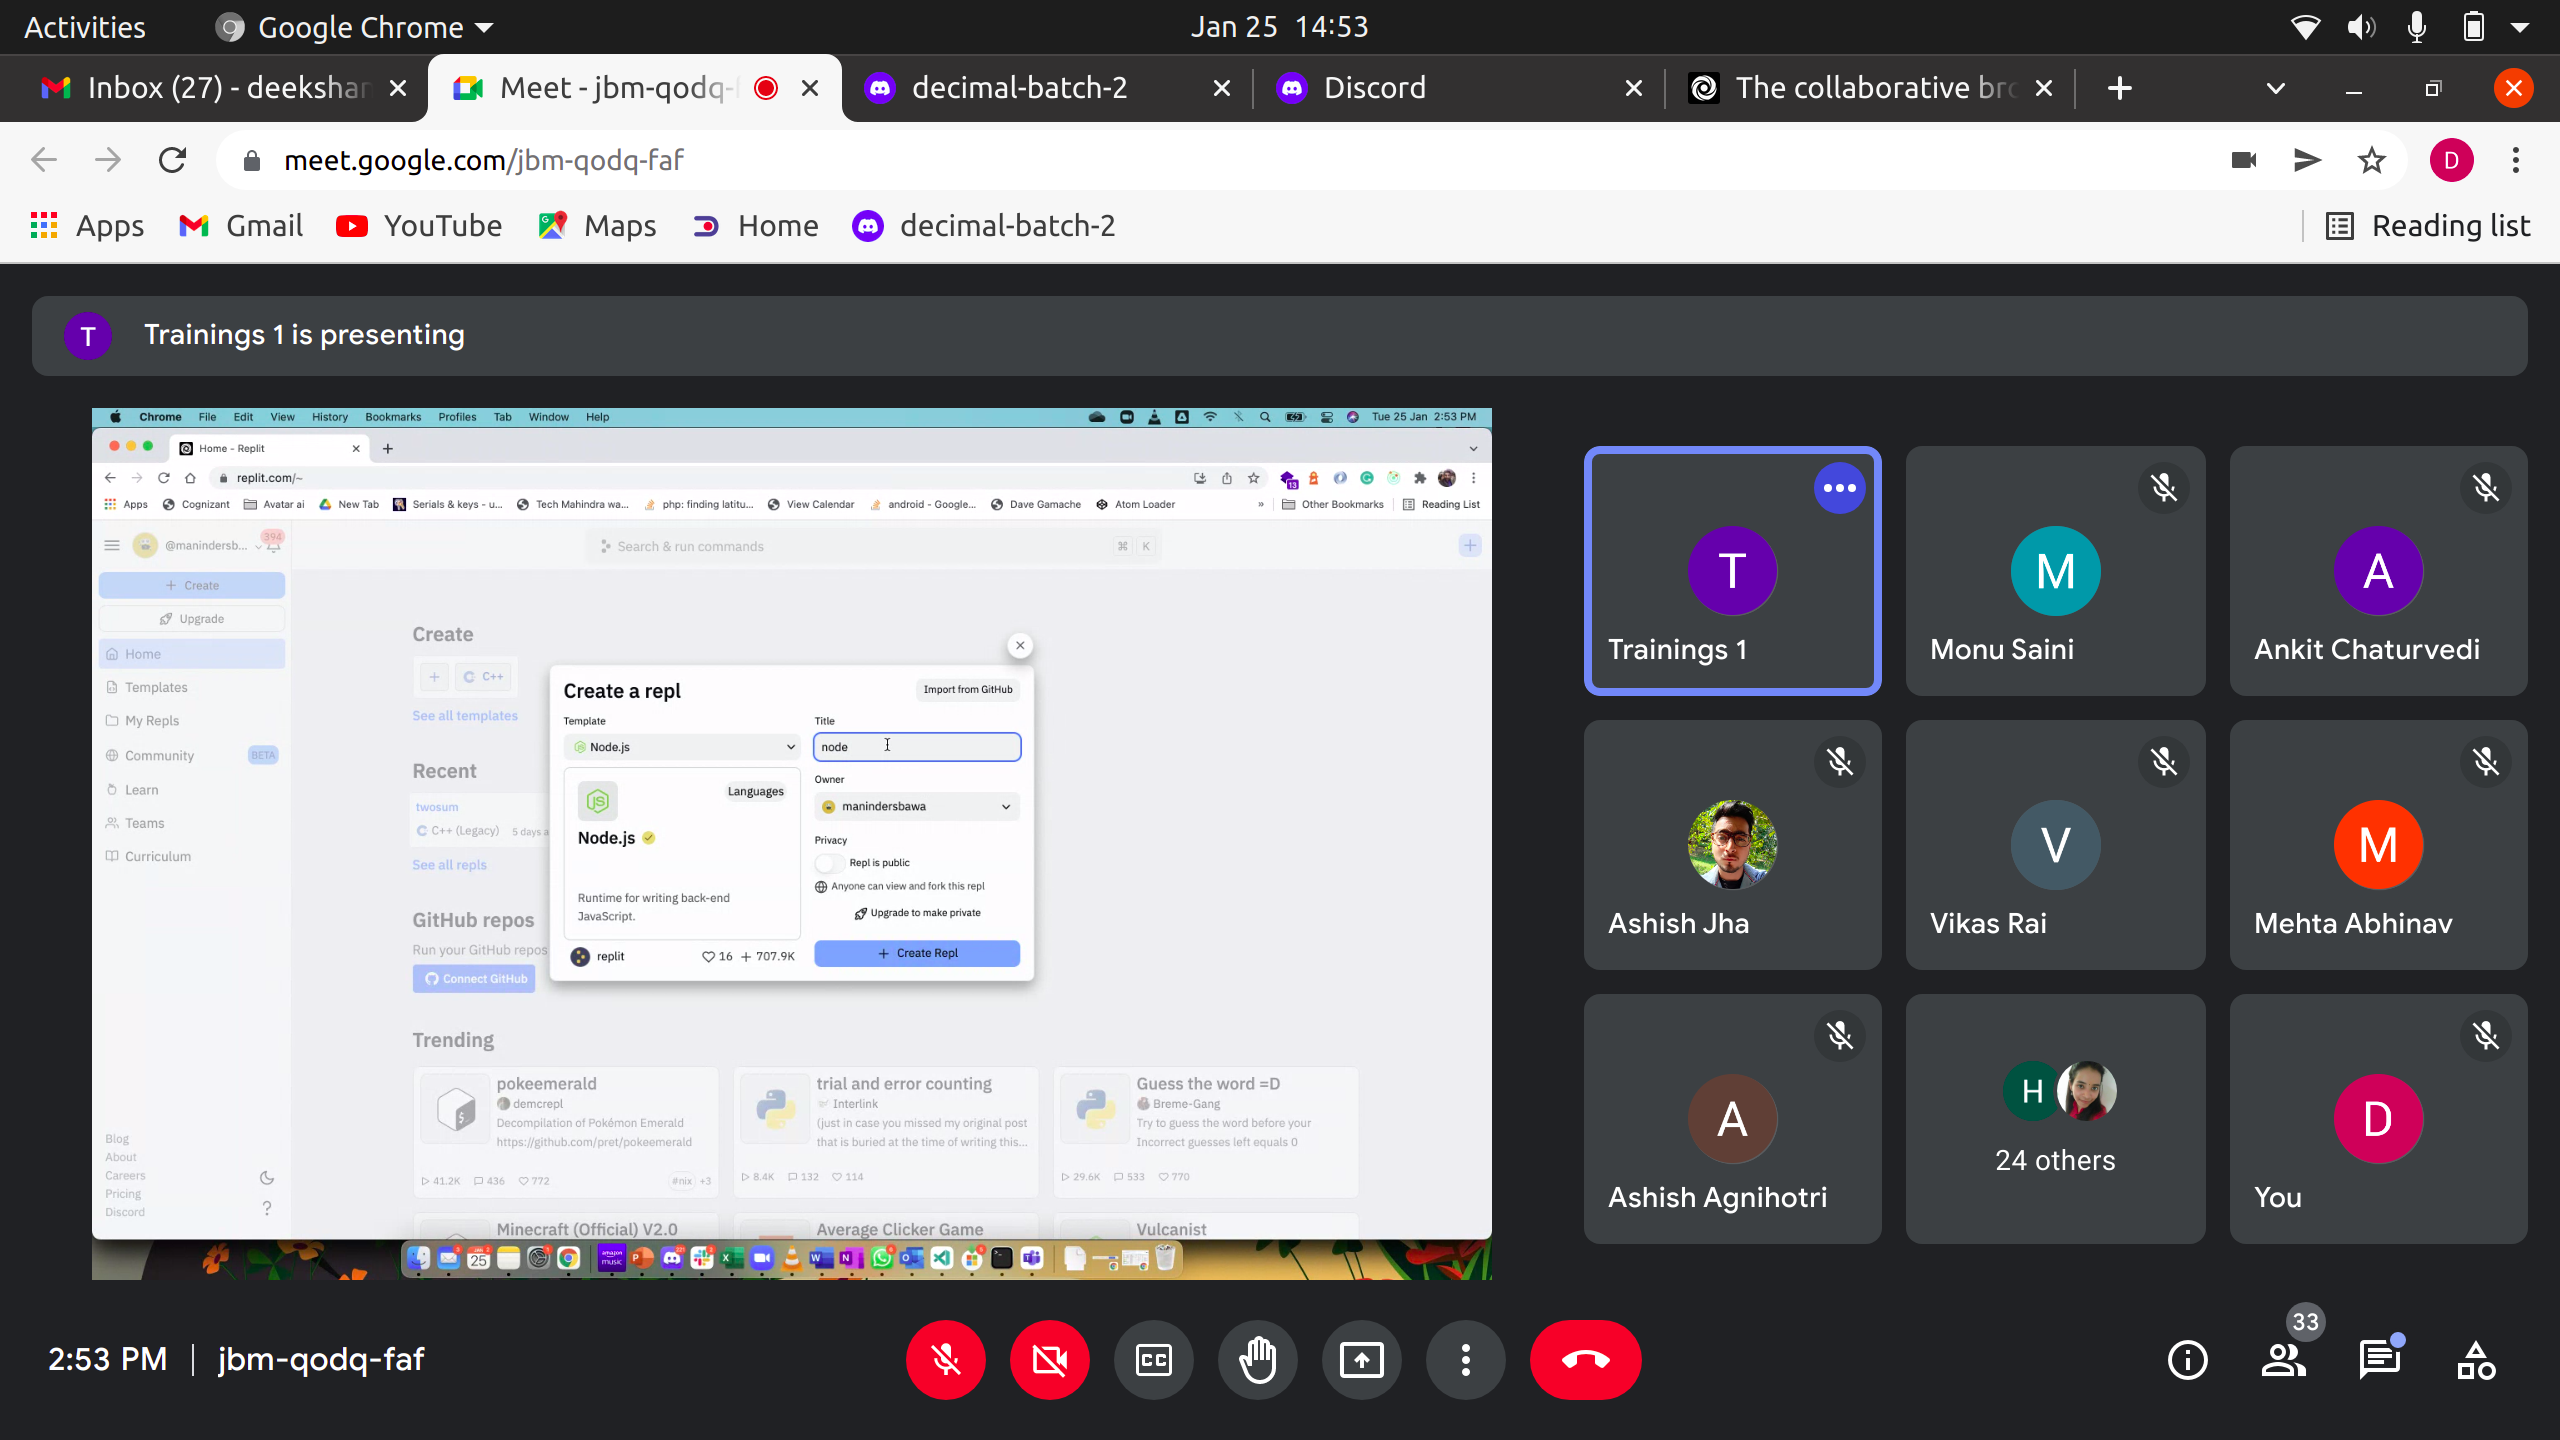 Activities
Google Chrome
Jan 25 14:53
Inbox (27) - deekshar
Meet - jbm-qodq-f
decimal-batch-2
Discord
The collaborative bro
meet.google.com/jbm-qodq-faf
D
Apps
Gmail
YouTube
Maps
Home
decimal-batch-2
Reading list
T
Trainings 1 is presenting
Chrome File Edit View History Bookmarks Profiles Tab Window Help
Tue 25 Jan 2:53 PM
Home - Replit
replit.com/~
13
Apps
Cognizant
Avatar ai
New Tab
Serials & keys - u...
Tech Mahindra wa...
php: finding latitu...
View Calendar
android - Google...
Dave Gamache
Atom Loader
»
Other Bookmarks
Reading List
@manindersb...
394
Search & run commands
⌘ K
+ Create
Upgrade
Home
Templates
My Repls
Community BETA
Learn
Teams
Curriculum
Blog
About
Careers
Pricing
Discord
?
Create
+ C++
See all templates
Recent
twosum
C++ (Legacy) 5 days a
See all repls
GitHub repos
Run your GitHub repos
Connect GitHub
Create a repl
Import from GitHub
Template
Node.js
Languages
Node.js
Runtime for writing back-end
JavaScript.
replit
16 + 707.9K
Title
node
Owner
manindersbawa
Privacy
Repl is public
Anyone can view and fork this repl
Upgrade to make private
+ Create Repl
Trending
pokeemerald
demcrepl
Decompilation of Pokémon Emerald
https://github.com/pret/pokeemerald
41.2K 436 772 #nix +3
trial and error counting
Interlink
(just in case you missed my original post
that is buried at the time of writing this...
8.4K 132 114
Guess the word =D
Breme-Gang
Try to guess the word before your
Incorrect guesses left equals 0
29.6K 533 770
Minecraft (Official) V2.0
Average Clicker Game
Vulcanist
25
amazon music
T
Trainings 1
M
Monu Saini
A
Ankit Chaturvedi
Ashish Jha
V
Vikas Rai
M
Mehta Abhinav
A
Ashish Agnihotri
H
24 others
D
You
2:53 PM | jbm-qodq-faf
CC
33